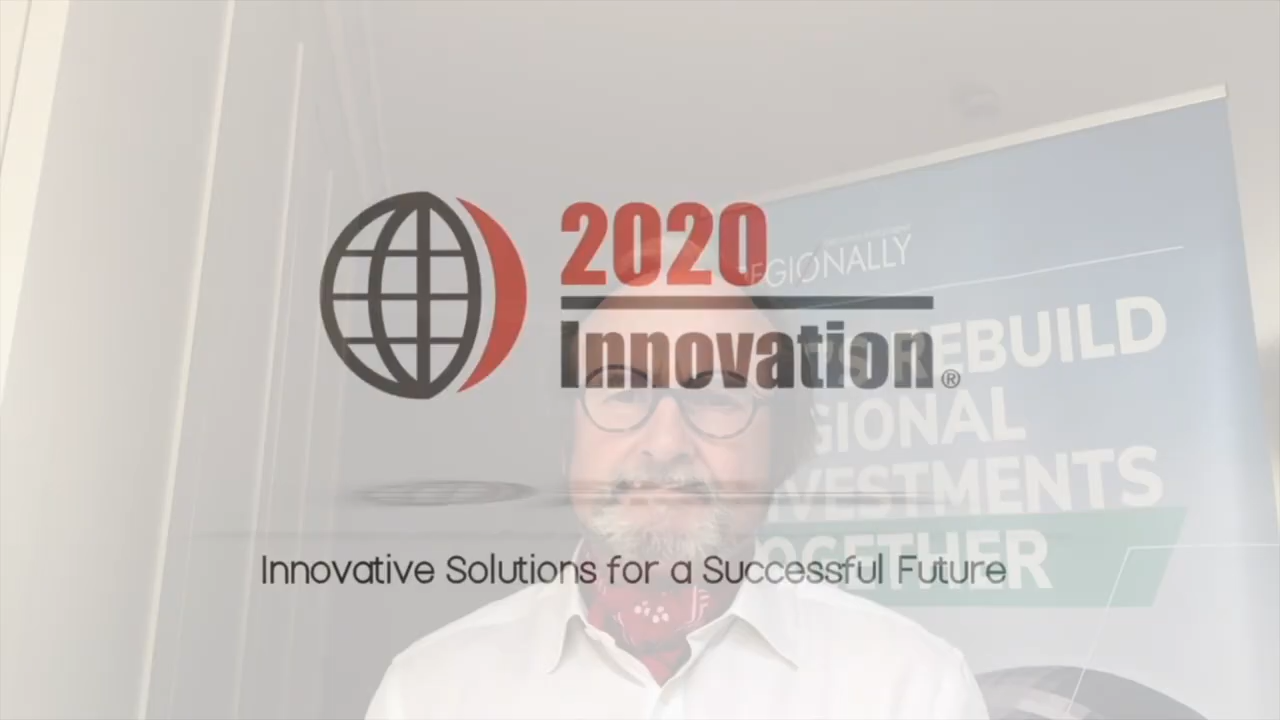 2020
Innovation®
Innovative Solutions for a Successful Future
EGIONALLY
REBUILD
GIONAL
VESTMENTS
OGETHER